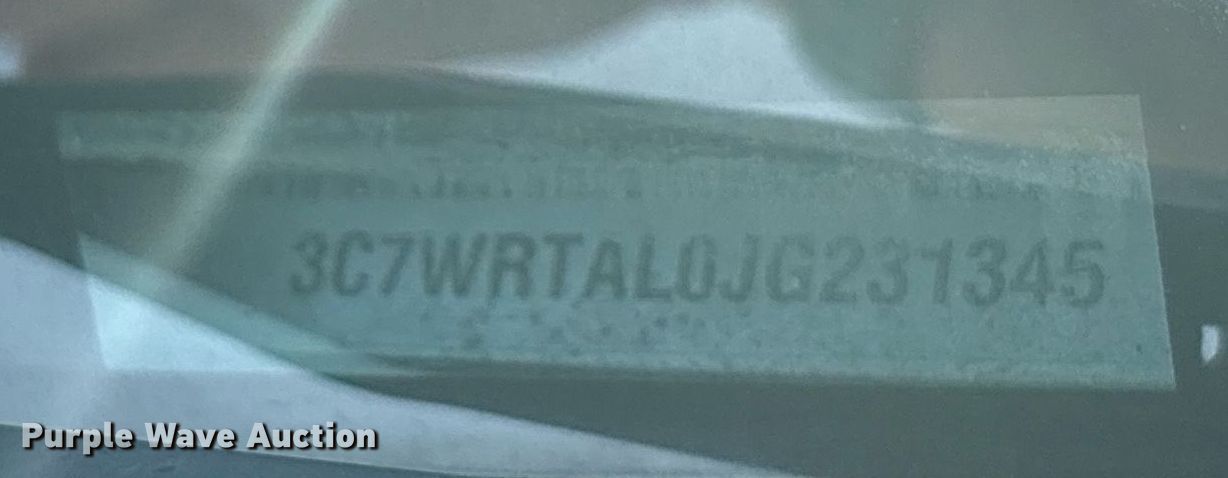 3C7WRTAL0JG231345
Purple Wave Auction